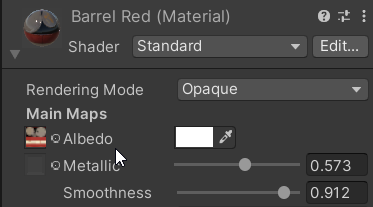 Barrel Red (Material)
Shader Standard Edit...
Rendering Mode Opaque
Main Maps
Albedo
Metallic 0.573
Smoothness 0.912